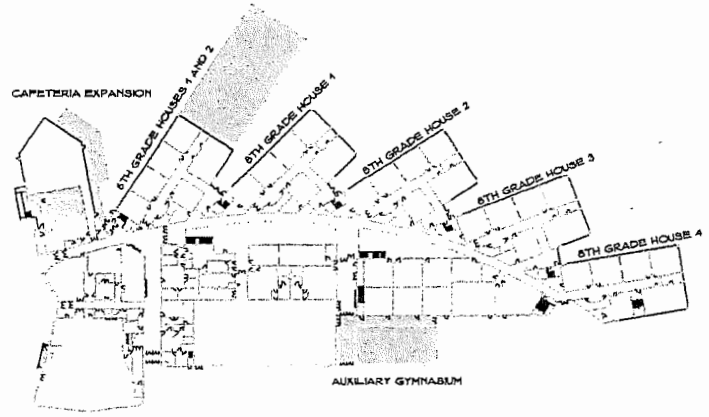 CAFETERIA EXPANSION
6TH GRADE HOUSES 1 AND 2
8TH GRADE HOUSE 1
8TH GRADE HOUSE 2
8TH GRADE HOUSE 3
8TH GRADE HOUSE 4
AUXILIARY GYMNASIUM